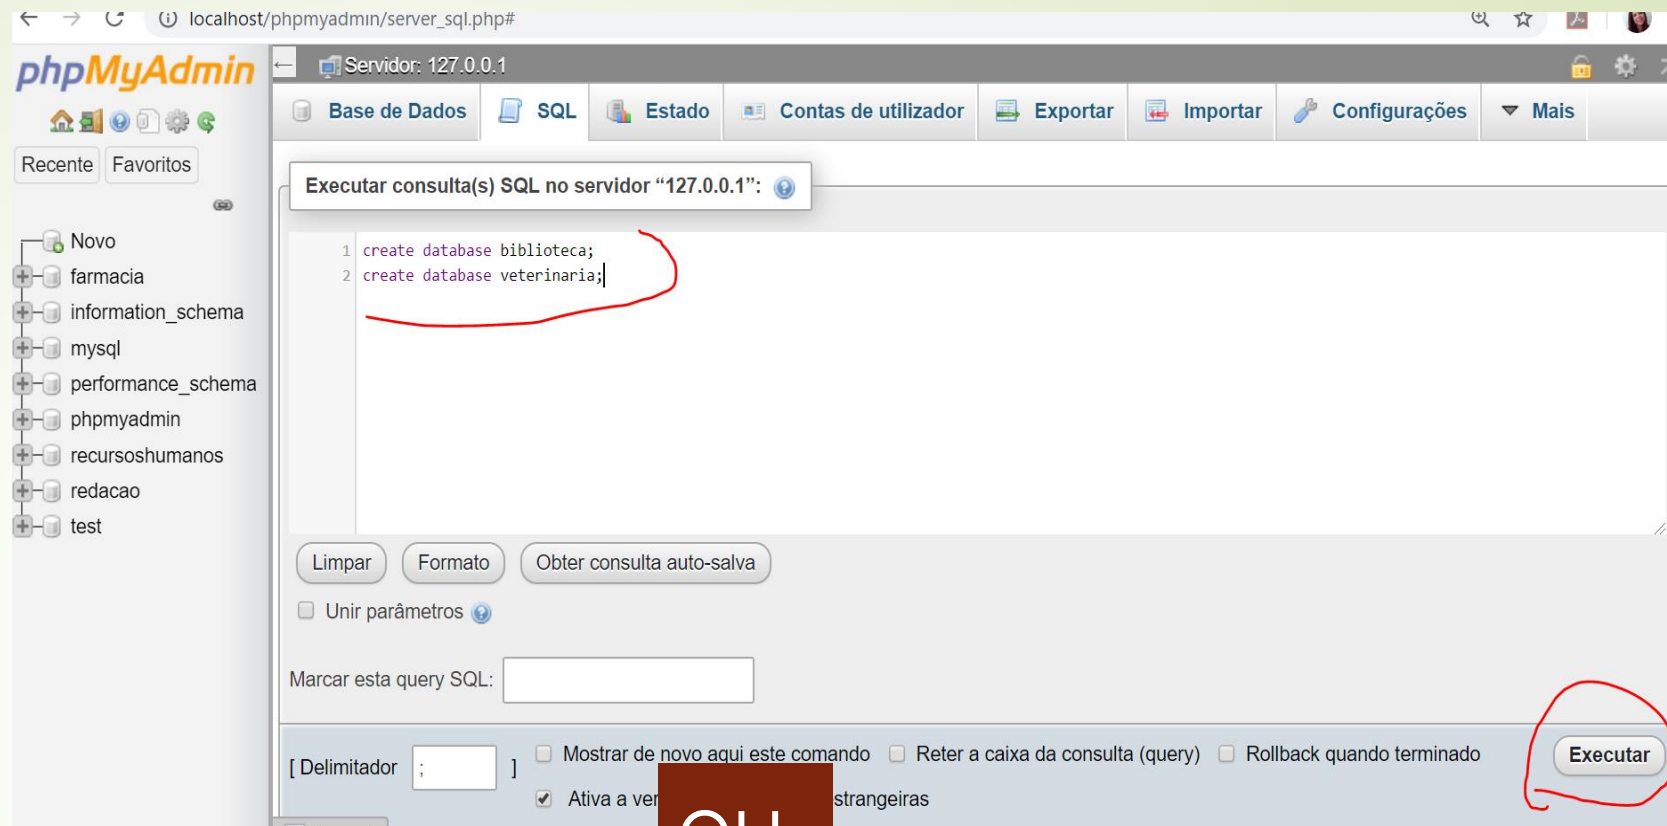 localhost/phpmyadmin/server_sql.php#
phpMyAdmin
Servidor: 127.0.0.1
Base de Dados
SQL
Estado
Contas de utilizador
Exportar
Importar
Configurações
Mais
Recente
Favoritos
Novo
farmacia
information_schema
mysql
performance_schema
phpmyadmin
recursoshumanos
redacao
test
Executar consulta(s) SQL no servidor “127.0.0.1”:
1 create database biblioteca;
2 create database veterinaria;
Limpar
Formato
Obter consulta auto-salva
Unir parâmetros
Marcar esta query SQL:
[ Delimitador ; ]
Mostrar de novo aqui este comando
Reter a caixa da consulta (query)
Rollback quando terminado
Executar
Ativa a ver
strangeiras
OU